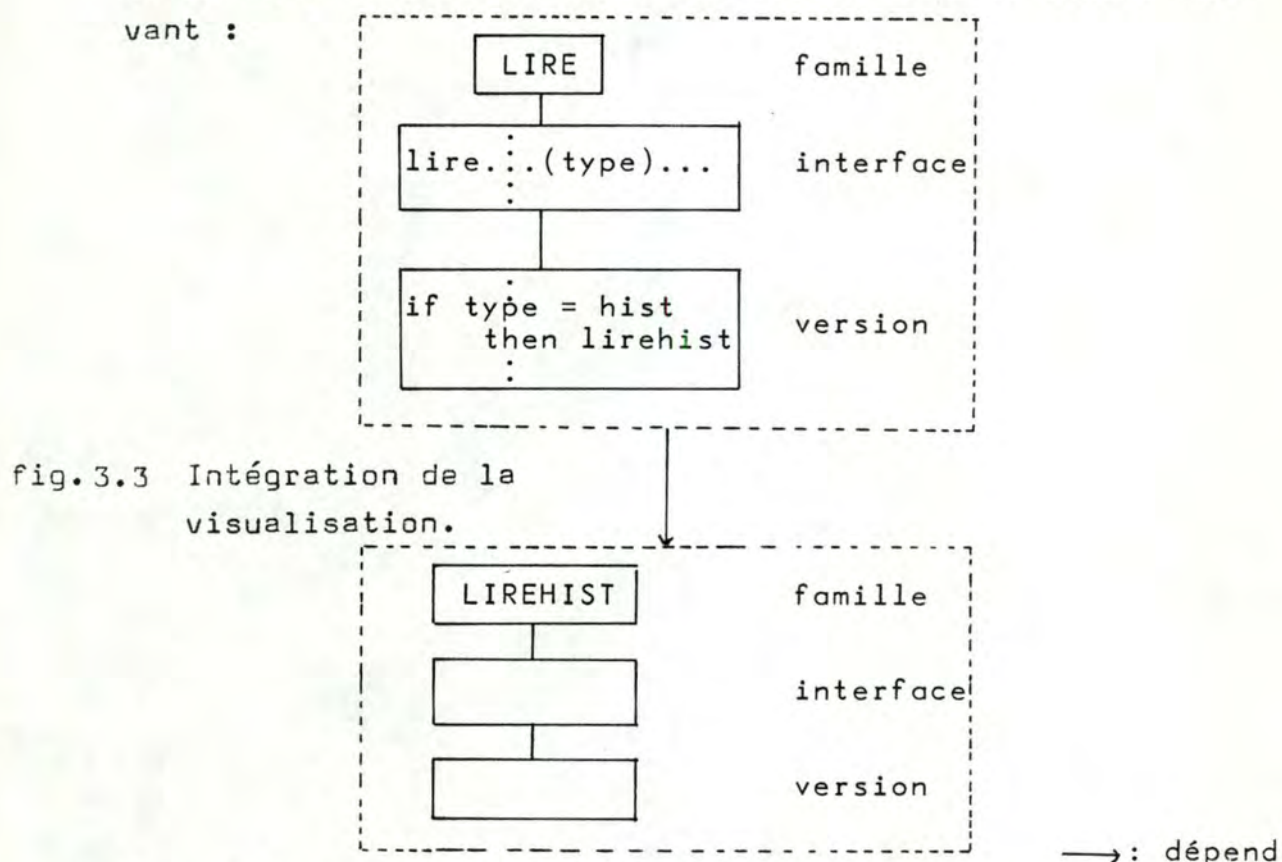 vant :
LIRE famille
lire...(type)... interface
if type = hist
then lirehist version
fig.3.3 Intégration de la
visualisation.
LIREHIST famille
interface
version
⟶: dépend